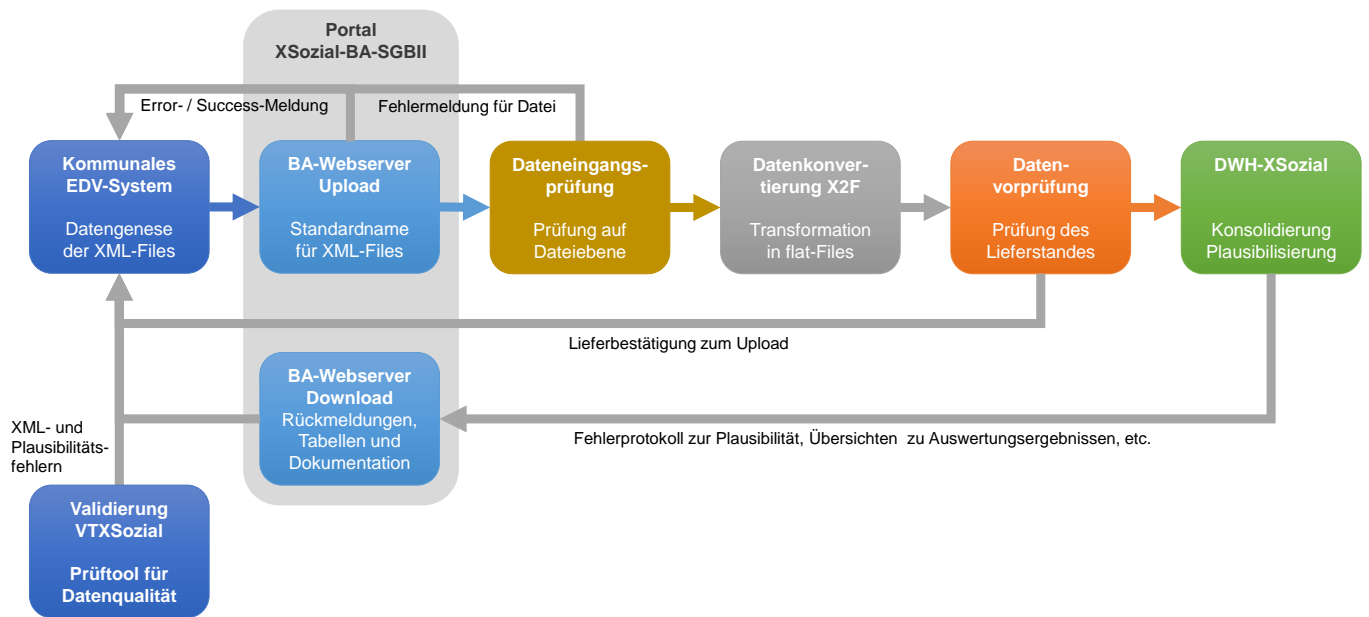 Portal
XSozial-BA-SGBII
Error- / Success-Meldung
Fehlermeldung für Datei
Kommunales
EDV-System
Datengenese
der XML-Files
BA-Webserver
Upload
Standardname
für XML-Files
Dateneingangs-
prüfung
Prüfung auf
Dateiebene
Datenkonver-
tierung X2F
Transformation
in flat-Files
Daten-
vorprüfung
Prüfung des
Lieferstandes
DWH-XSozial
Konsolidierung
Plausibilisierung
Lieferbestätigung zum Upload
BA-Webserver
Download
Rückmeldungen,
Tabellen und
Dokumentation
Fehlerprotokoll zur Plausibilität, Übersichten zu Auswertungsergebnissen, etc.
XML- und
Plausibilitäts-
fehlern
Validierung
VTXSozial
Prüftool für
Datenqualität